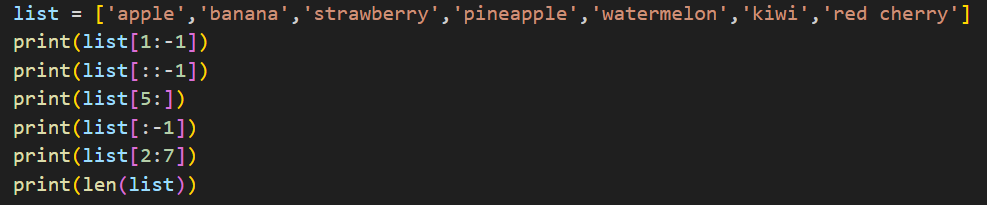 list = ['apple','banana','strawberry','pineapple','watermelon','kiwi','red cherry']
print(list[1:-1])
print(list[::-1])
print(list[5:])
print(list[:-1])
print(list[2:7])
print(len(list))